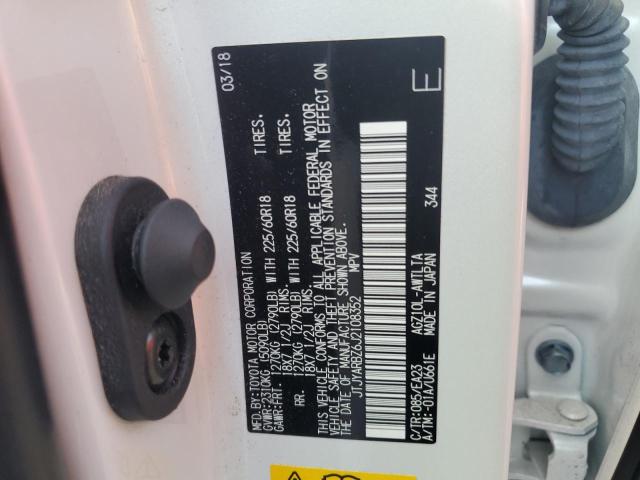 MFD.BY:TOYOTA MOTOR CORPORATION 03/18
GVWR:2310KG (5090LB)
GAWR:FRT. 1270KG (2790LB) WITH 225/60R18 TIRES.
18X7 1/2J RIMS.
RR. 1270KG (2790LB) WITH 225/60R18 TIRES.
18X7 1/2J RIMS.
THIS VEHICLE CONFORMS TO ALL APPLICABLE FEDERAL MOTOR
VEHICLE SAFETY AND THEFT PREVENTION STANDARDS IN EFFECT ON
THE DATE OF MANUFACTURE SHOWN ABOVE.
JTJYARBZ6J2108352 MPV
E
C/TR:085/EA23 AGZ10L-AWTLTA
A/TM:-01A/U661E MADE IN JAPAN 344